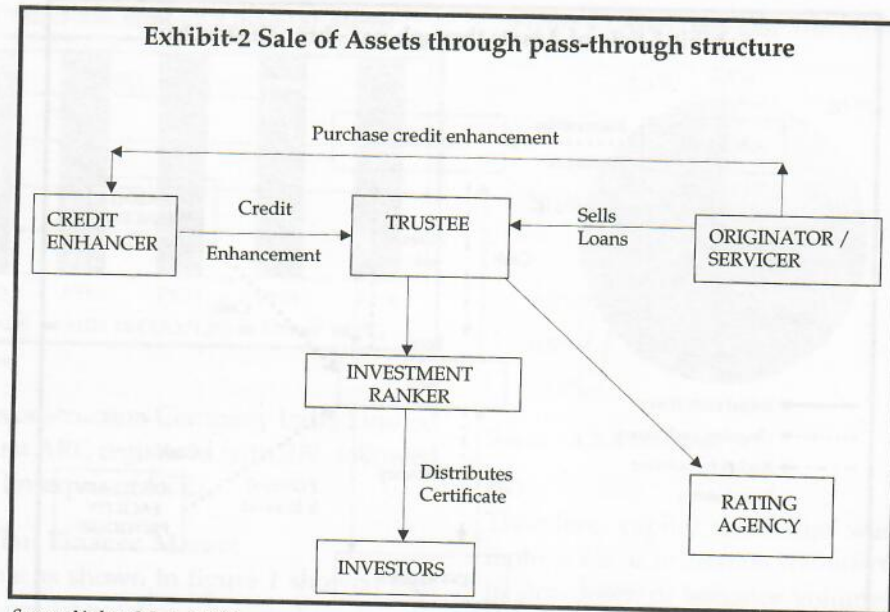 Exhibit-2 Sale of Assets through pass-through structure
Purchase credit enhancement
CREDIT
ENHANCER
Credit
Enhancement
TRUSTEE
Sells
Loans
ORIGINATOR /
SERVICER
INVESTMENT
RANKER
Distributes
Certificate
RATING
AGENCY
INVESTORS